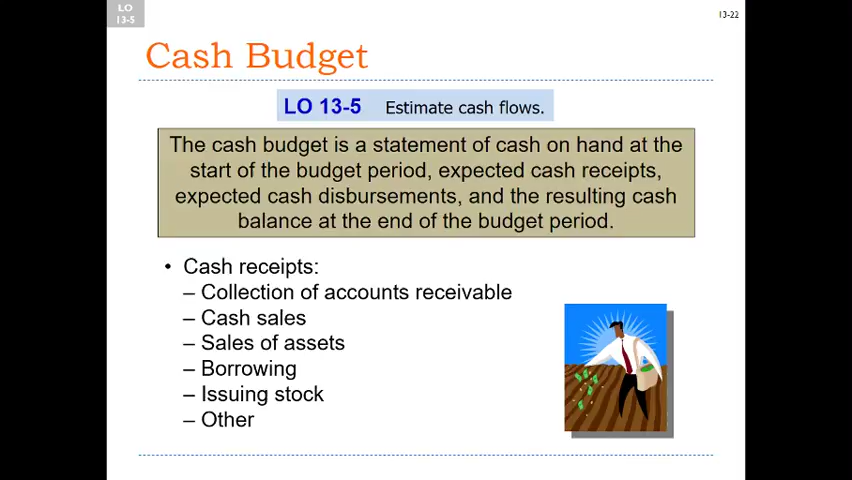 LO
13-5
13-22
Cash Budget
LO 13-5 Estimate cash flows.
The cash budget is a statement of cash on hand at the
start of the budget period, expected cash receipts,
expected cash disbursements, and the resulting cash
balance at the end of the budget period.
• Cash receipts:
– Collection of accounts receivable
– Cash sales
– Sales of assets
– Borrowing
– Issuing stock
– Other